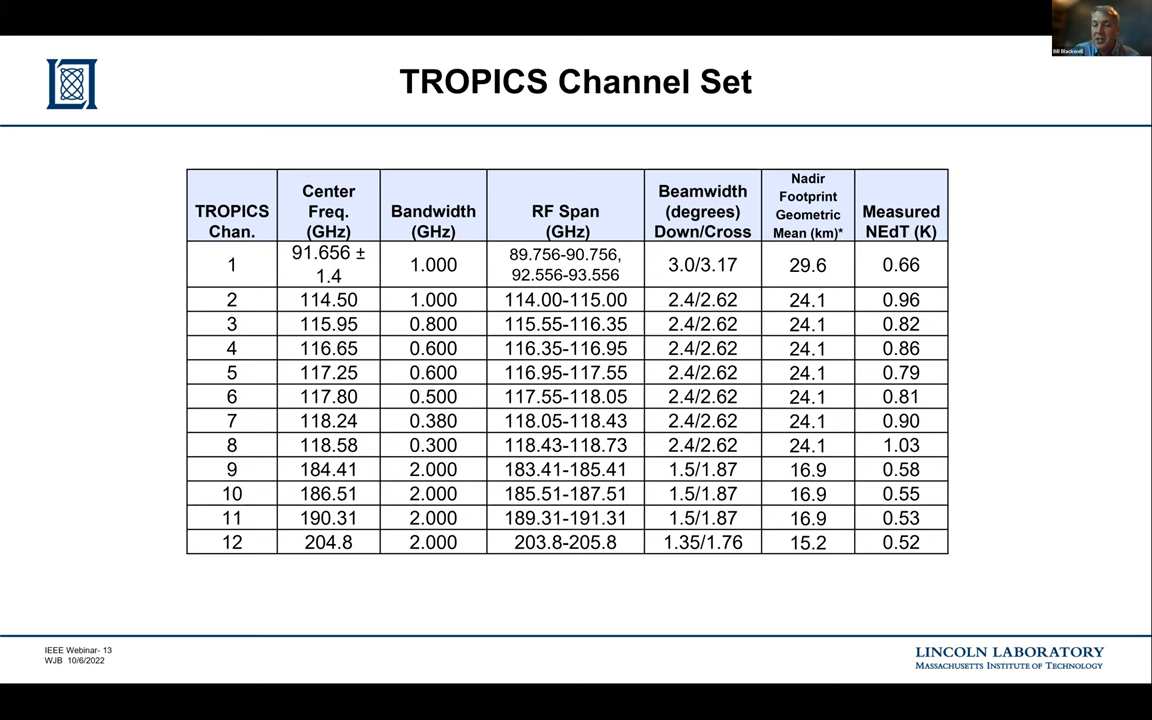 Bill Blackwell
TROPICS Channel Set
TROPICS Chan. Center Freq. (GHz) Bandwidth (GHz) RF Span (GHz) Beamwidth (degrees) Down/Cross Nadir Footprint Geometric Mean (km)* Measured NEdT (K)
1 91.656 ± 1.4 1.000 89.756-90.756, 92.556-93.556 3.0/3.17 29.6 0.66
2 114.50 1.000 114.00-115.00 2.4/2.62 24.1 0.96
3 115.95 0.800 115.55-116.35 2.4/2.62 24.1 0.82
4 116.65 0.600 116.35-116.95 2.4/2.62 24.1 0.86
5 117.25 0.600 116.95-117.55 2.4/2.62 24.1 0.79
6 117.80 0.500 117.55-118.05 2.4/2.62 24.1 0.81
7 118.24 0.380 118.05-118.43 2.4/2.62 24.1 0.90
8 118.58 0.300 118.43-118.73 2.4/2.62 24.1 1.03
9 184.41 2.000 183.41-185.41 1.5/1.87 16.9 0.58
10 186.51 2.000 185.51-187.51 1.5/1.87 16.9 0.55
11 190.31 2.000 189.31-191.31 1.5/1.87 16.9 0.53
12 204.8 2.000 203.8-205.8 1.35/1.76 15.2 0.52
IEEE Webinar- 13
WJB 10/6/2022
LINCOLN LABORATORY
MASSACHUSETTS INSTITUTE OF TECHNOLOGY